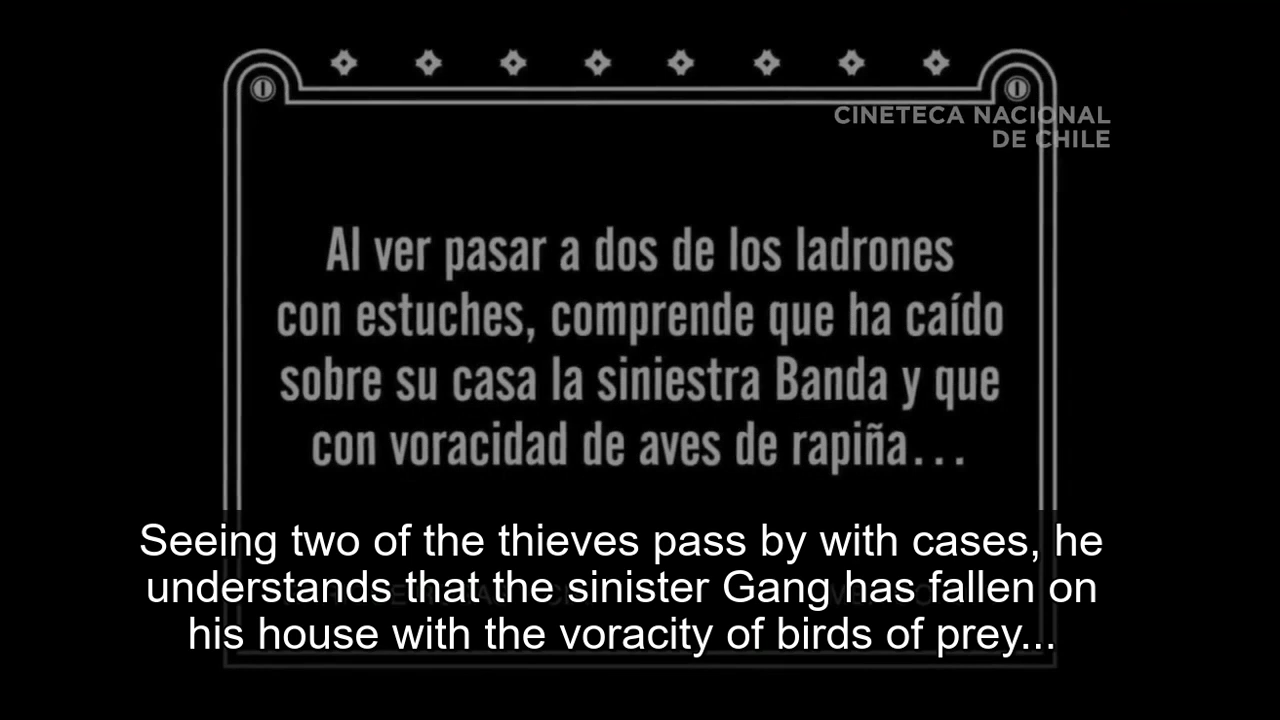 CINETECA NACIONAL
DE CHILE
Al ver pasar a dos de los ladrones
con estuches, comprende que ha caído
sobre su casa la siniestra Banda y que
con voracidad de aves de rapiña...
Seeing two of the thieves pass by with cases, he
understands that the sinister Gang has fallen on
his house with the voracity of birds of prey...